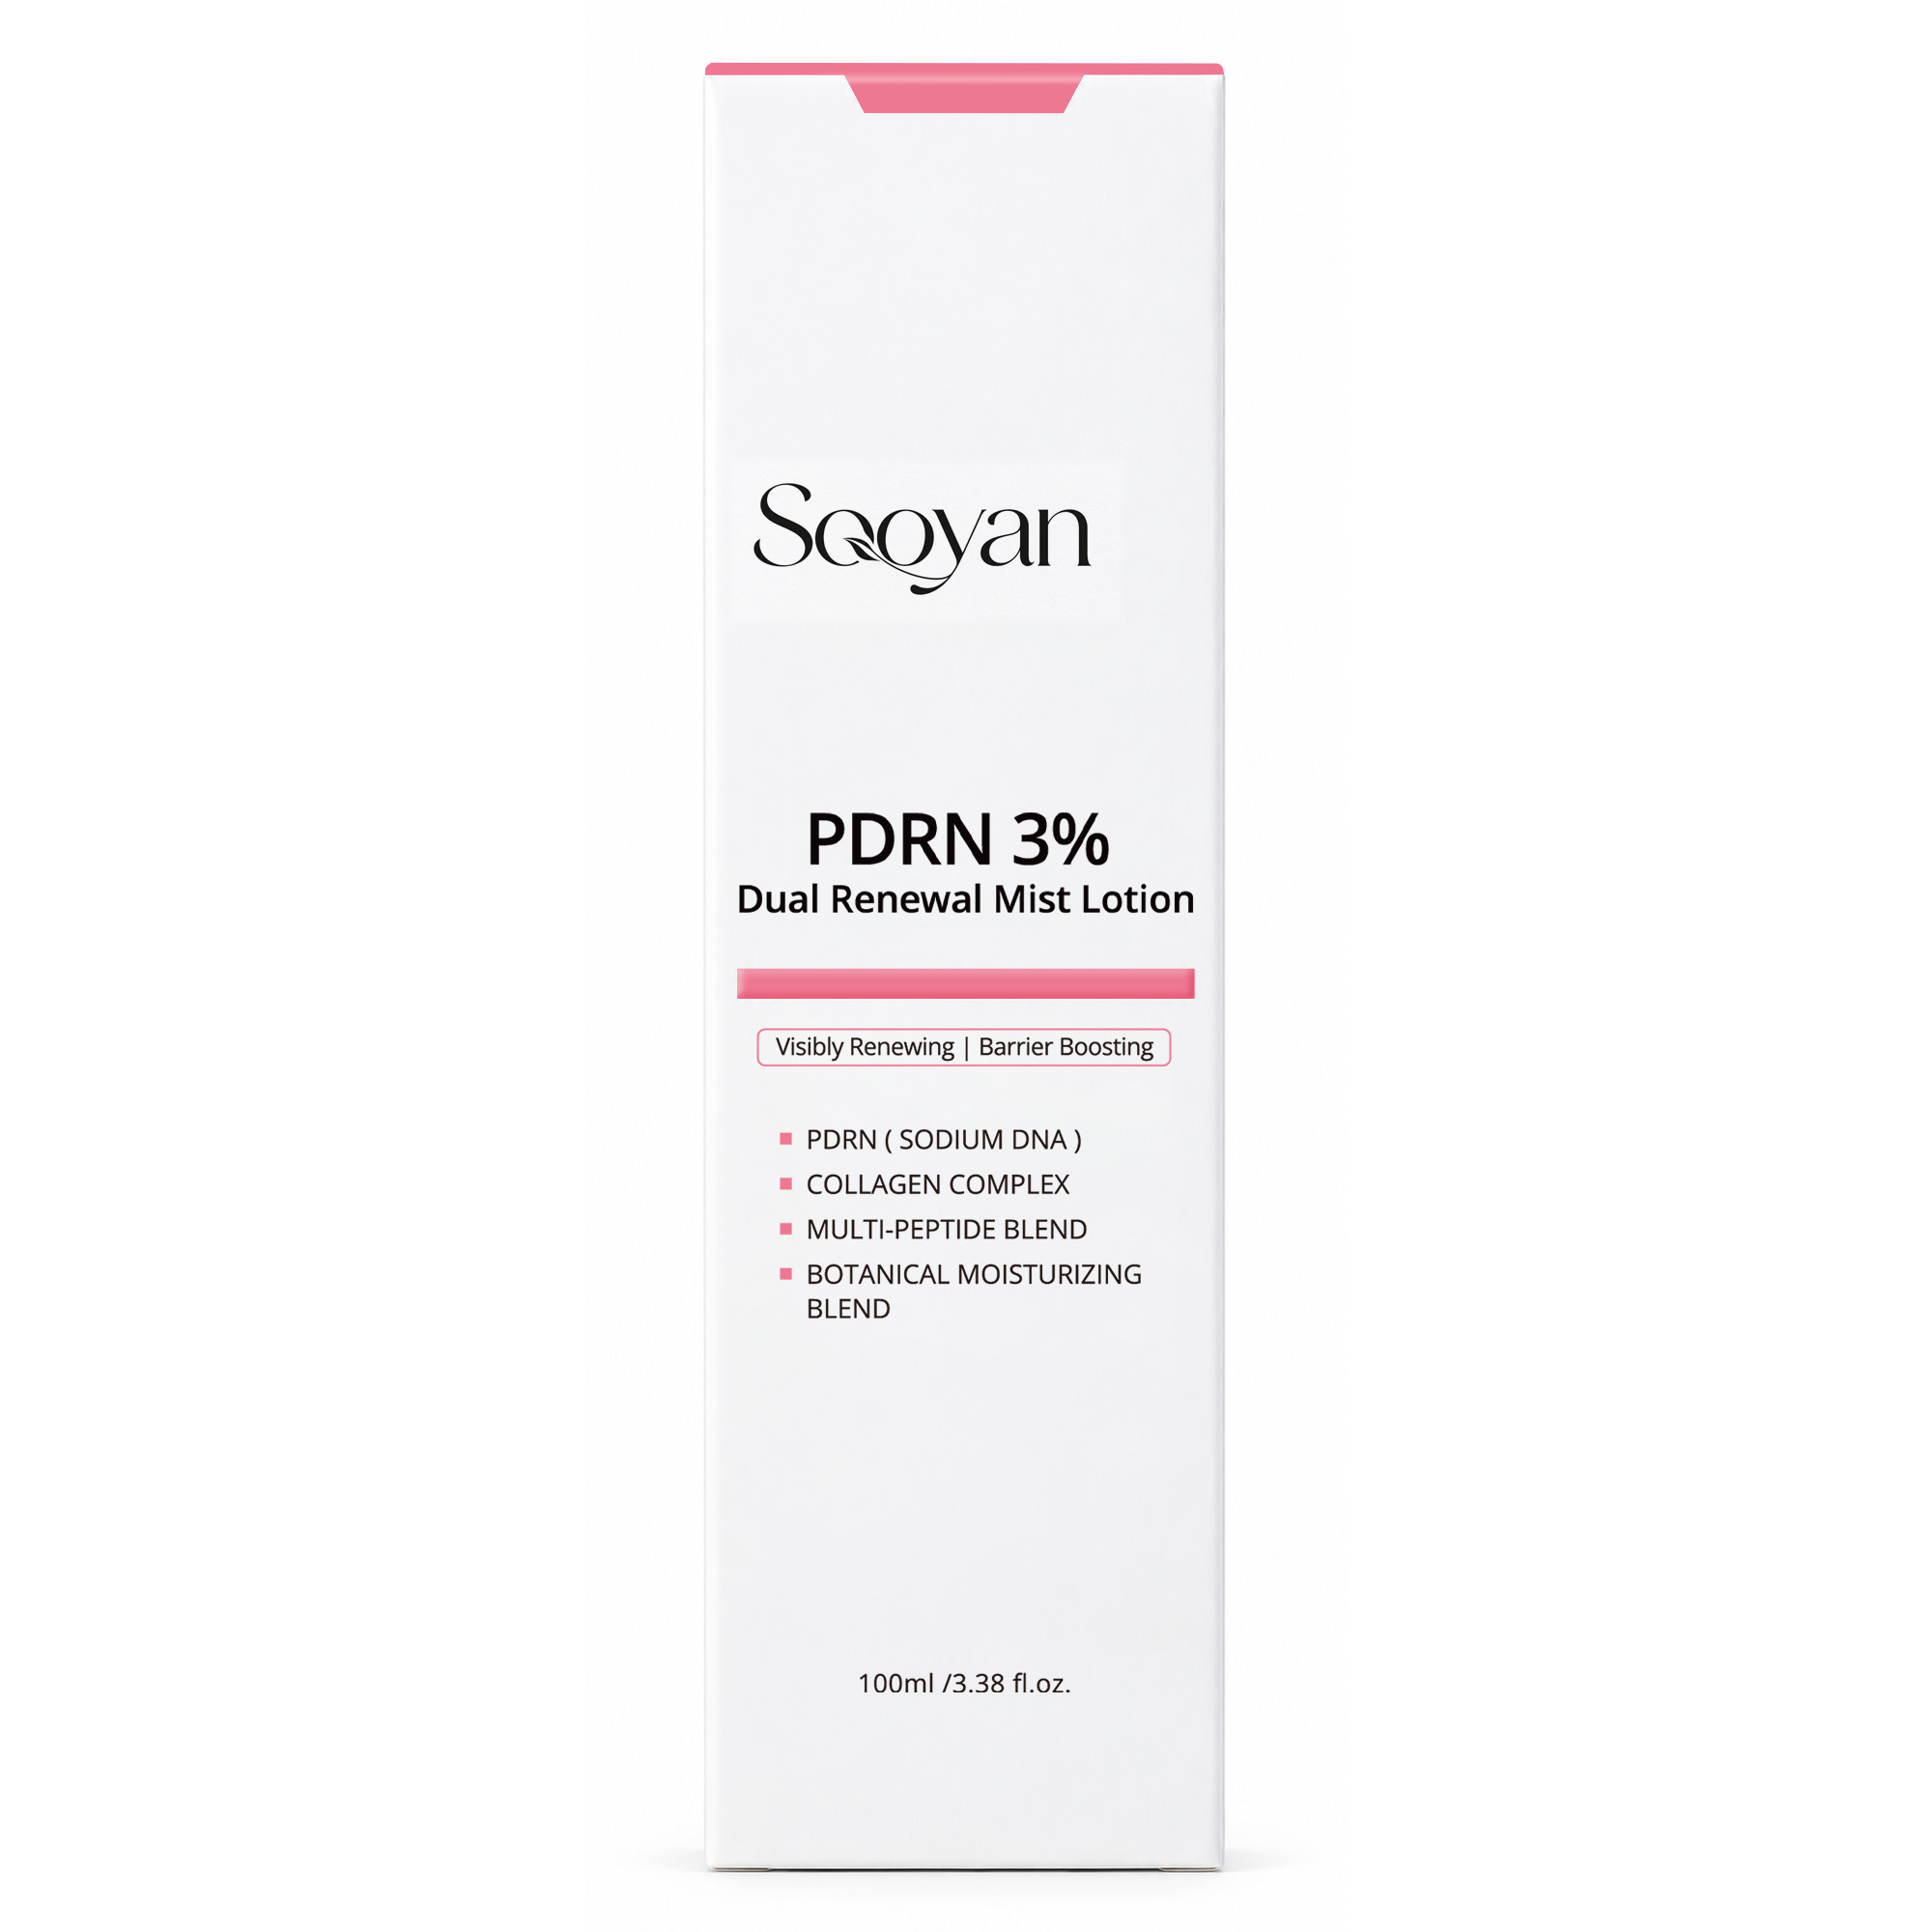 Seoyan
PDRN 3%
Dual Renewal Mist Lotion
Visibly Renewing | Barrier Boosting
PDRN ( SODIUM DNA )
COLLAGEN COMPLEX
MULTI-PEPTIDE BLEND
BOTANICAL MOISTURIZING
BLEND
100ml /3.38 fl.oz.